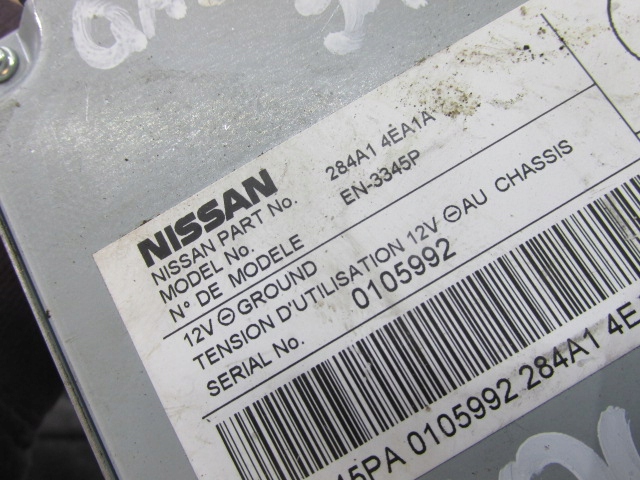 NISSAN
NISSAN PART No. 284A1 4EA1A
MODEL No. EN-3345P
N° DE MODELE
12V ⊖ GROUND
TENSION D'UTILISATION 12V ⊖ AU CHASSIS
SERIAL No. 0105992
45PA 0105992 284A1 4E